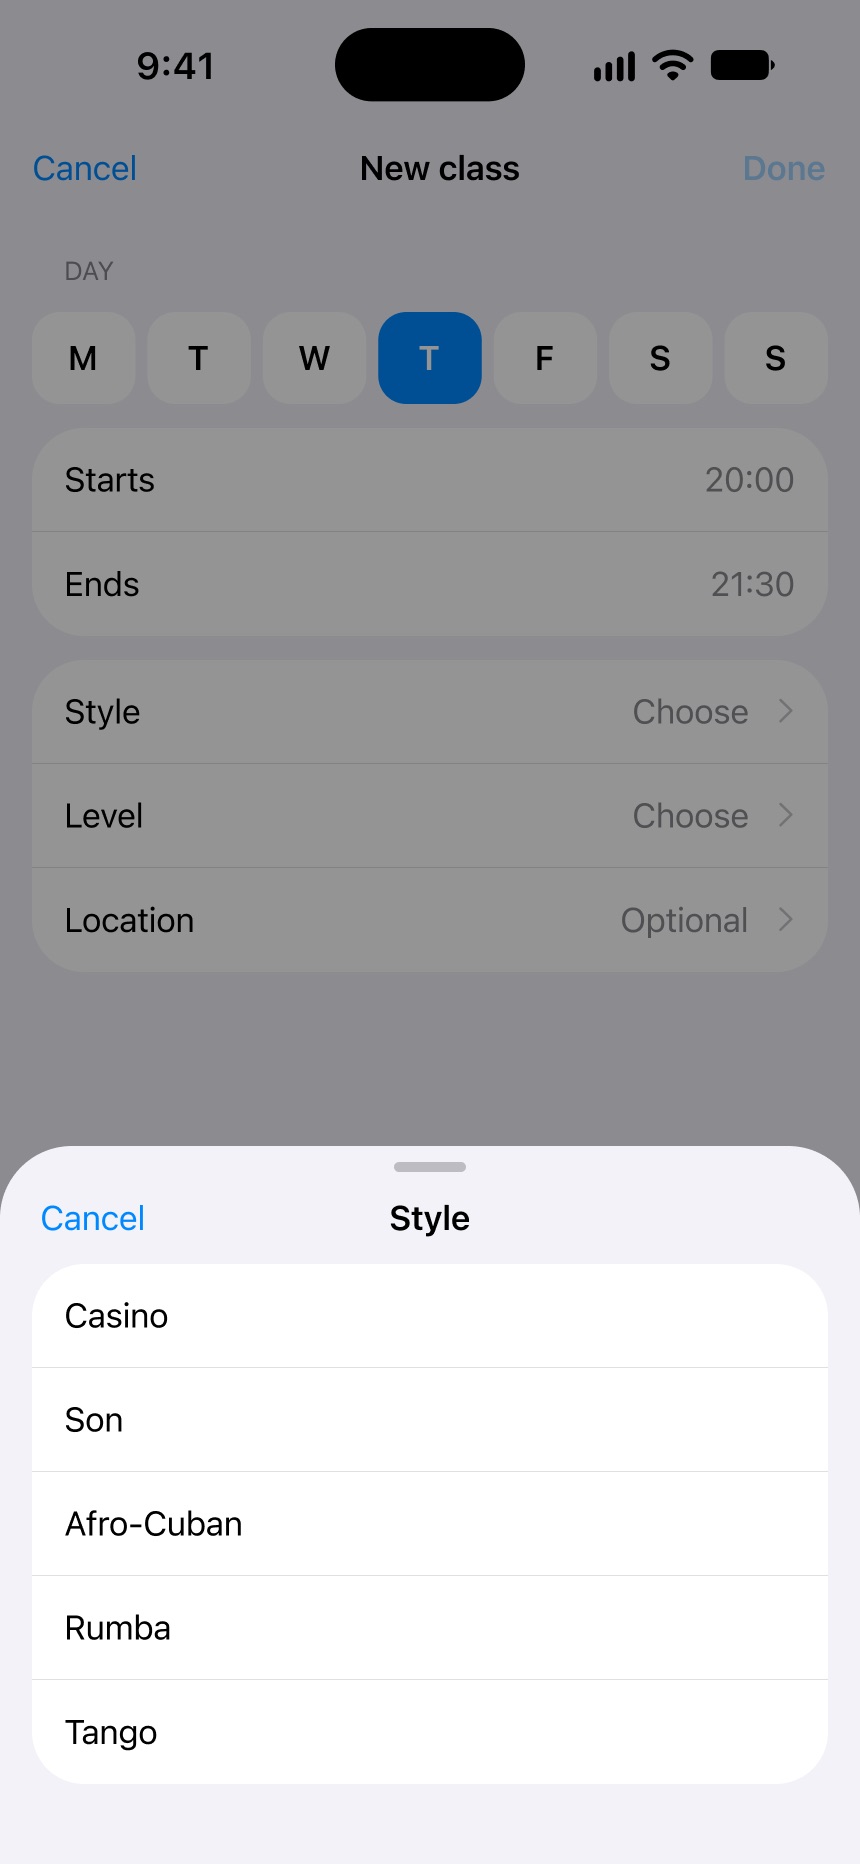 9:41
Cancel New class Done
DAY
M T W T F S S
Starts 20:00
Ends 21:30
Style Choose
Level Choose
Location Optional
Cancel Style
Casino
Son
Afro-Cuban
Rumba
Tango